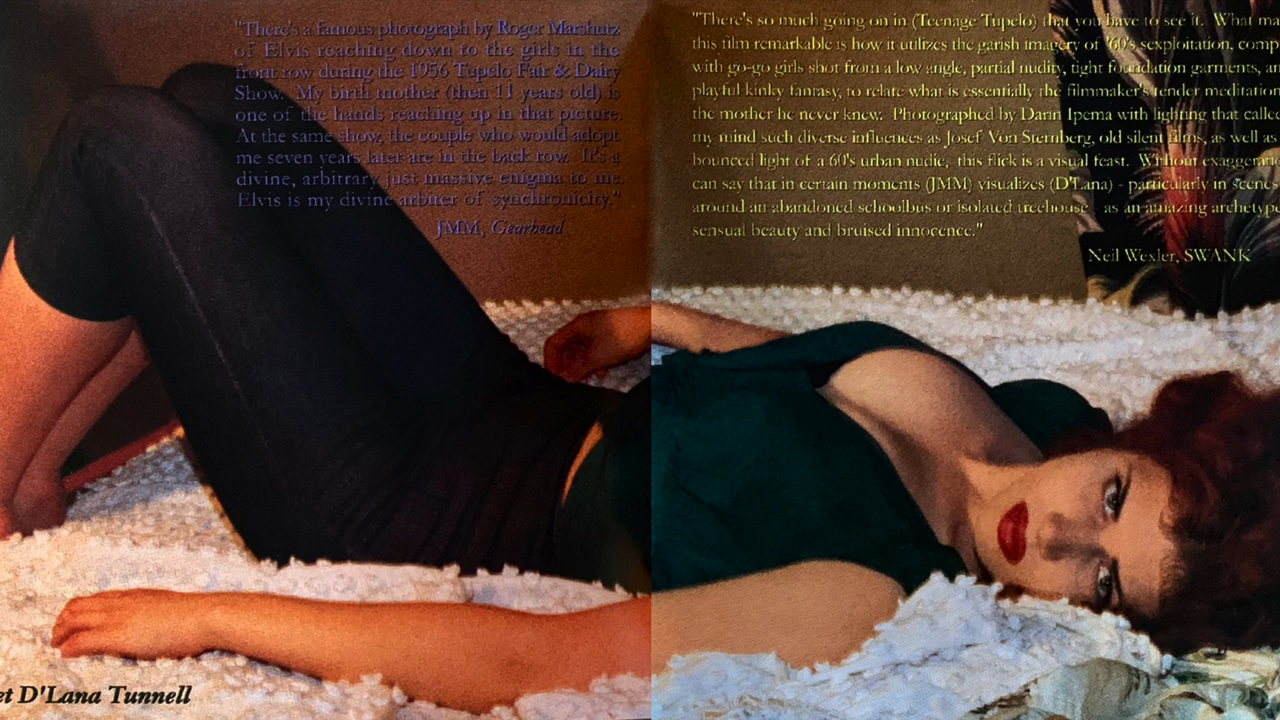 "There's a famous photograph by Roger Marshutz
of Elvis reaching down to the girls in the
front row during the 1956 Tupelo Fair & Dairy
Show. My birth mother (then 11 years old) is
one of the hands reaching up in that picture.
At the same show, the couple who would adopt
me seven years later are in the back row. It's a
divine, arbitrary just massive enigma to me
Elvis is my divine arbiter of synchronicity."
JMM, Gearhead
"There's so much going on in (Teenage Tupelo) that you have to see it. What ma
this film remarkable is how it utilizes the garish imagery of '60's sexploitation, comp
with go-go girls shot from a low angle, partial nudity, tight foundation garments, an
playful kinky fantasy, to relate what is essentially the filmmaker's tender meditation
the mother he never knew. Photographed by Darin Ipema with lighting that called
my mind such diverse influences as Josef Von Sternberg, old silent films, as well as
bounced light of a 60's urban nudie, this flick is a visual feast. Without exaggeratio
can say that in certain moments (JMM) visualizes (D'Lana) - particularly in scenes
around an abandoned schoolbus or isolated treehouse - as an amazing archetype
sensual beauty and bruised innocence."
Neil Wexler, SWANK
et D'Lana Tunnell